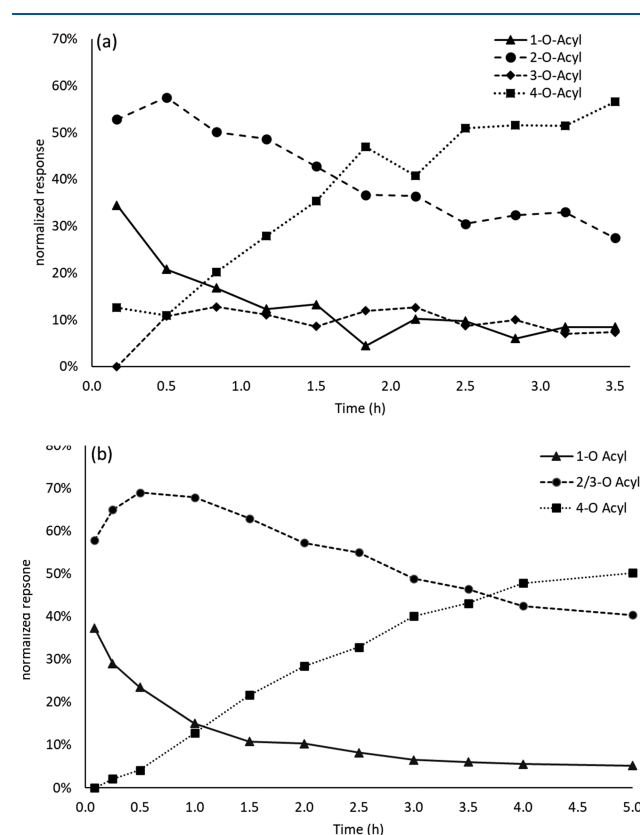 70%
(a)
1-O-Acyl
2-O-Acyl
3-O-Acyl
4-O-Acyl
60%
50%
40%
30%
20%
10%
0%
normalized response
0.0 0.5 1.0 1.5 2.0 2.5 3.0 3.5
Time (h)
80%
(b)
1-O Acyl
2/3-O Acyl
4-O Acyl
70%
60%
50%
40%
30%
20%
10%
0%
normalized repsone
0.0 0.5 1.0 1.5 2.0 2.5 3.0 3.5 4.0 4.5 5.0
Time (h)